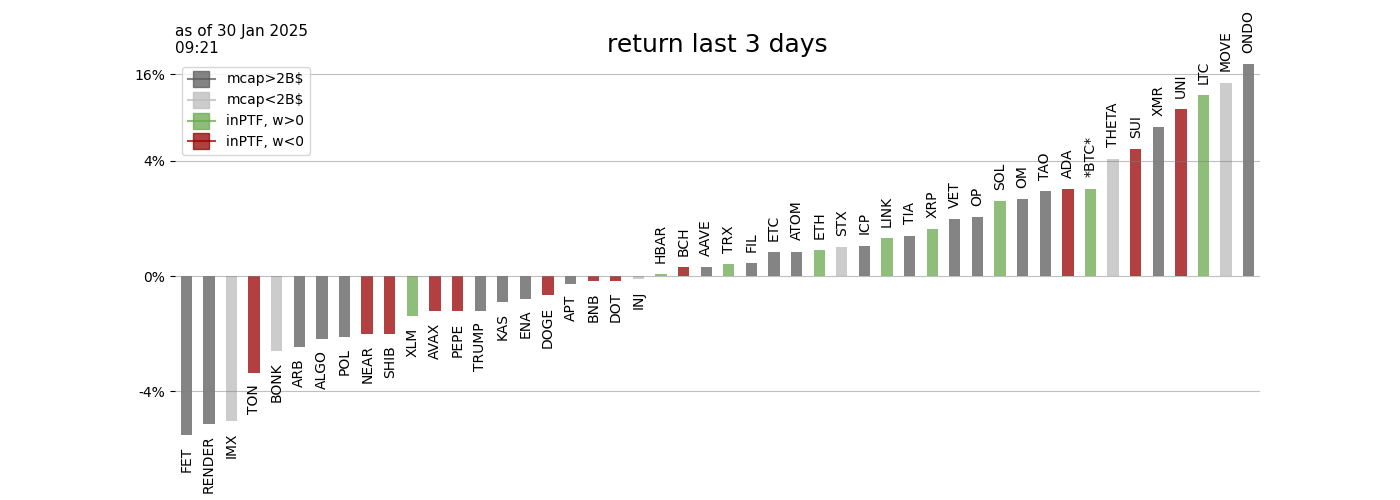 as of 30 Jan 2025
09:21
return last 3 days
mcap>2B$
mcap<2B$
inPTF, w>0
inPTF, w<0
16%
4%
0%
-4%
FET
RENDER
IMX
TON
BONK
ARB
ALGO
POL
NEAR
SHIB
XLM
AVAX
PEPE
TRUMP
KAS
ENA
DOGE
APT
BNB
DOT
INJ
HBAR
BCH
AAVE
TRX
FIL
ETC
ATOM
ETH
STX
ICP
LINK
TIA
XRP
VET
OP
SOL
OM
TAO
ADA
*BTC*
THETA
SUI
XMR
UNI
LTC
MOVE
ONDO